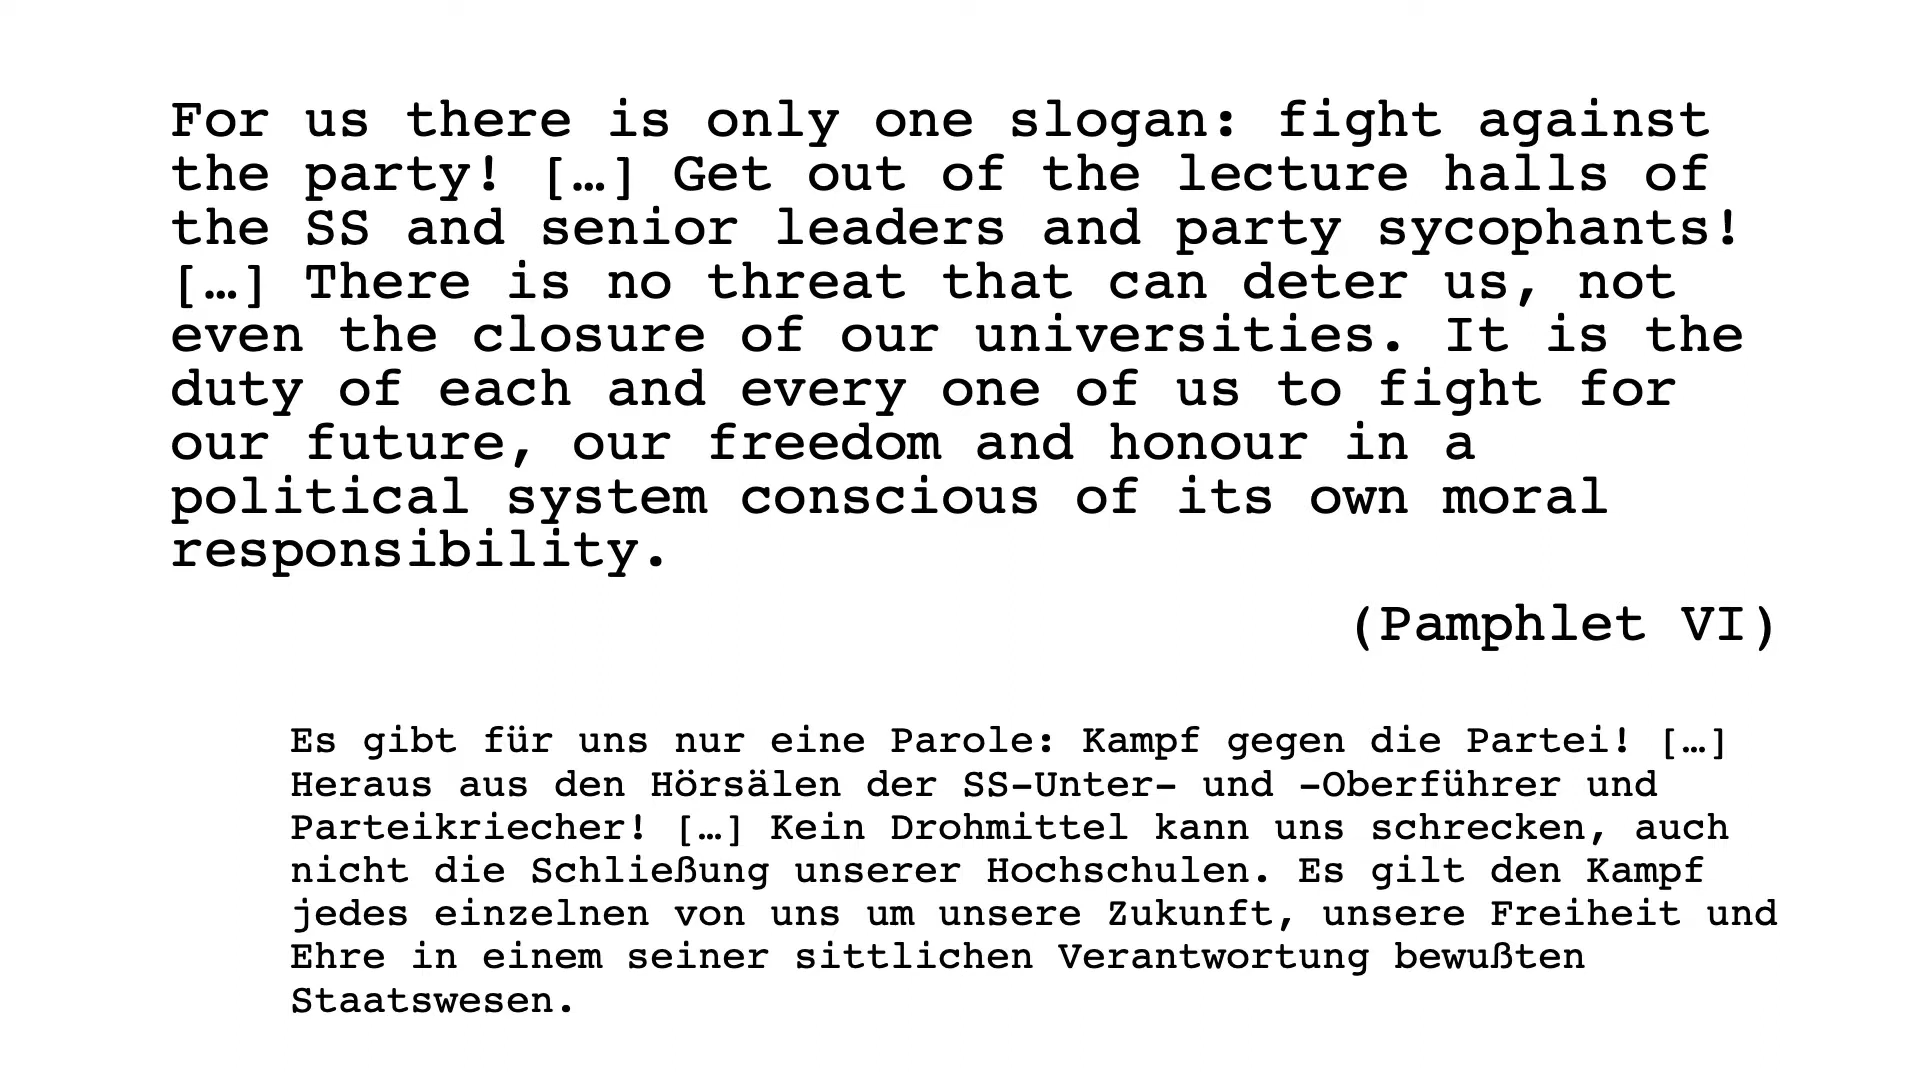 For us there is only one slogan: fight against
the party! […] Get out of the lecture halls of
the SS and senior leaders and party sycophants!
[…] There is no threat that can deter us, not
even the closure of our universities. It is the
duty of each and every one of us to fight for
our future, our freedom and honour in a
political system conscious of its own moral
responsibility.
(Pamphlet VI)
Es gibt für uns nur eine Parole: Kampf gegen die Partei! […]
Heraus aus den Hörsälen der SS-Unter- und -Oberführer und
Parteikriecher! […] Kein Drohmittel kann uns schrecken, auch
nicht die Schließung unserer Hochschulen. Es gilt den Kampf
jedes einzelnen von uns um unsere Zukunft, unsere Freiheit und
Ehre in einem seiner sittlichen Verantwortung bewußten
Staatswesen.